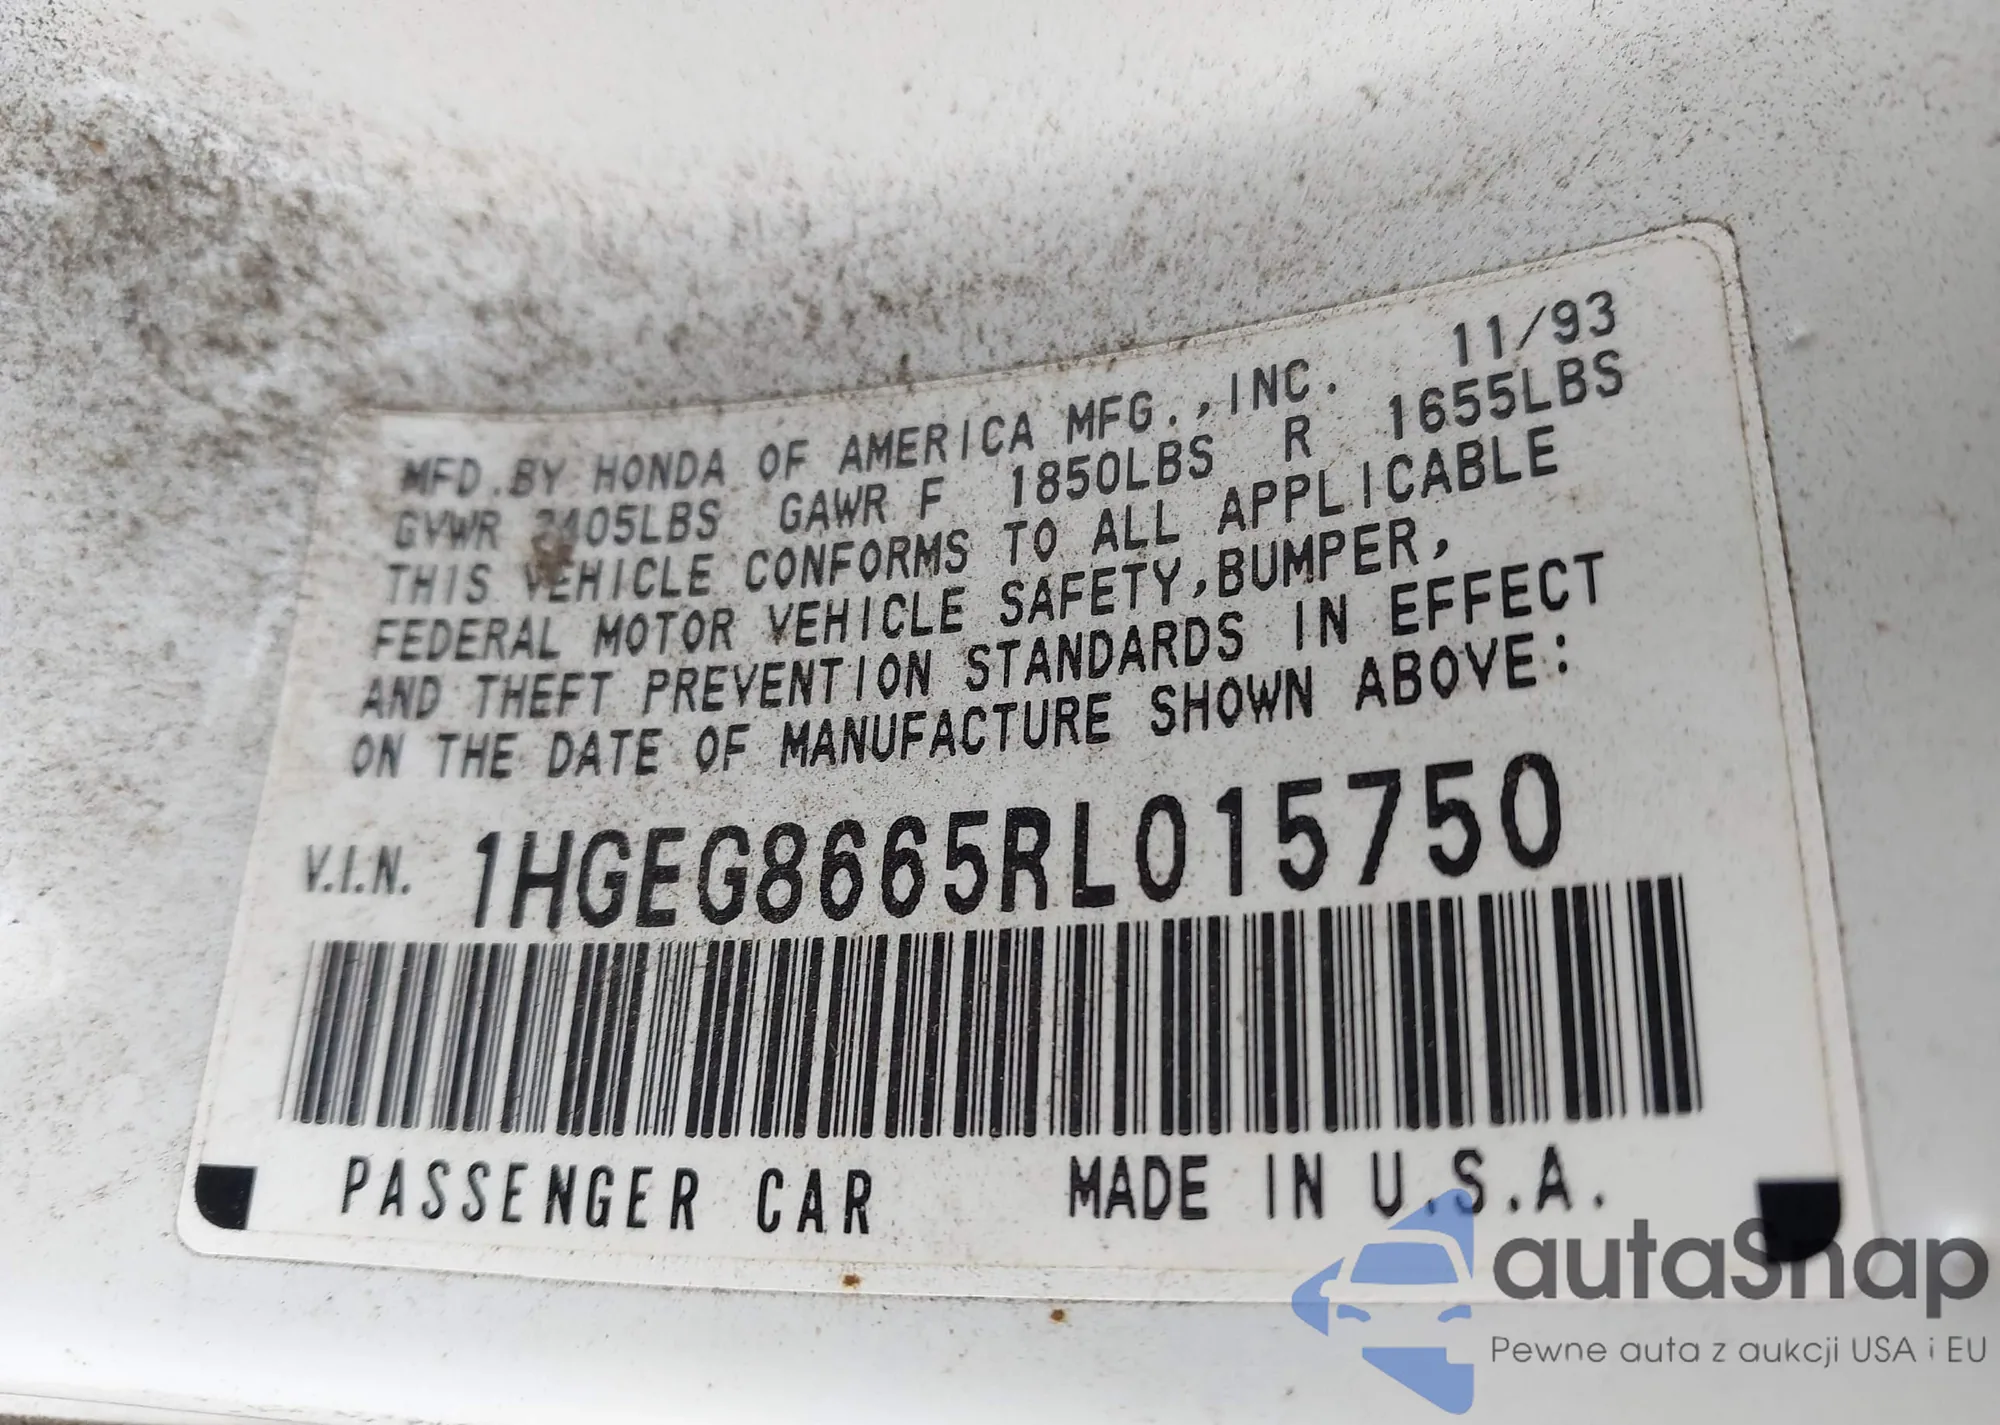 MFD.BY HONDA OF AMERICA MFG.,INC. 11/93
GVWR 3405LBS GAWR F 1850LBS R 1655LBS
THIS VEHICLE CONFORMS TO ALL APPLICABLE
FEDERAL MOTOR VEHICLE SAFETY,BUMPER,
AND THEFT PREVENTION STANDARDS IN EFFECT
ON THE DATE OF MANUFACTURE SHOWN ABOVE:
V.I.N. 1HGEG8665RL015750
PASSENGER CAR MADE IN U.S.A.
autaSnap
Pewne auta z aukcji USA i EU